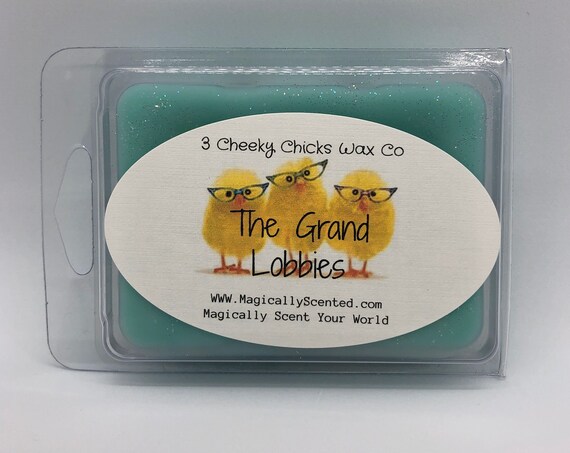 3 Cheeky Chicks Wax Co
The Grand
Lobbies
WWW.MagicallyScented.com
Magically Scent Your World